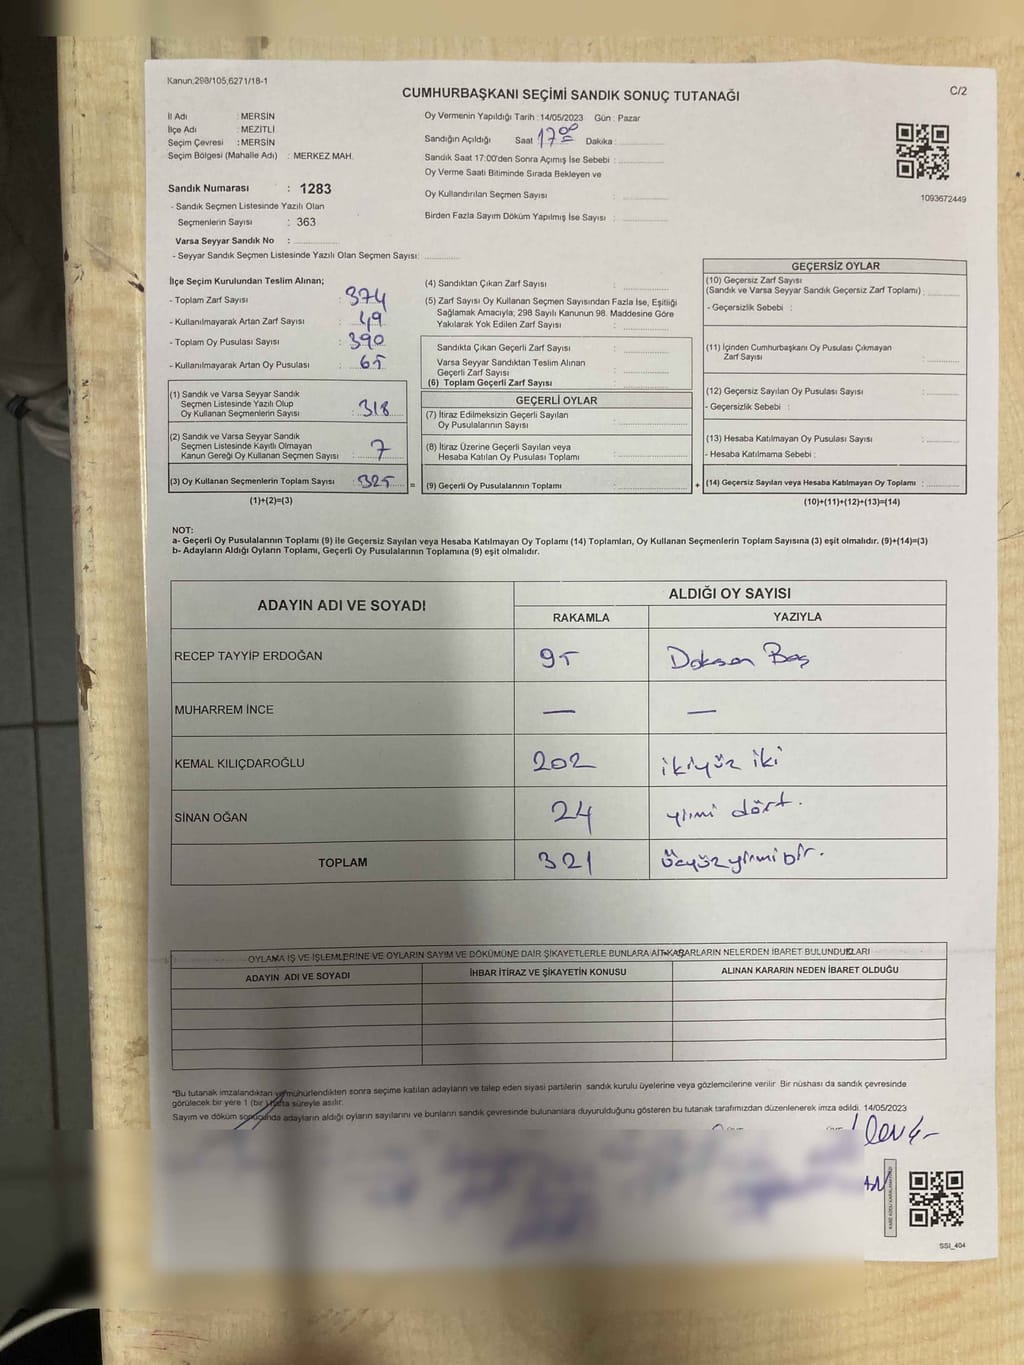 Kanun:298/105,6271/18-1
CUMHURBAŞKANI SEÇİMİ SANDIK SONUÇ TUTANAĞI
C/2
İl Adı : MERSİN
İlçe Adı : MEZİTLİ
Seçim Çevresi : MERSİN
Seçim Bölgesi (Mahalle Adı) : MERKEZ MAH.
Sandık Numarası : 1283
- Sandık Seçmen Listesinde Yazılı Olan
Seçmenlerin Sayısı : 363
Varsa Seyyar Sandık No :
- Seyyar Sandık Seçmen Listesinde Yazılı Olan Seçmen Sayısı:
Oy Vermenin Yapıldığı Tarih : 14/05/2023 Gün : Pazar
Sandığın Açıldığı Saat 17:00 Dakika :
Sandık Saat 17:00'den Sonra Açımış İse Sebebi :
Oy Verme Saati Bitiminde Sırada Bekleyen ve
Oy Kullandırılan Seçmen Sayısı :
Birden Fazla Sayım Döküm Yapılmış İse Sayısı :
1093672449
İlçe Seçim Kurulundan Teslim Alınan;
- Toplam Zarf Sayısı : 374
- Kullanılmayarak Artan Zarf Sayısı : 49
- Toplam Oy Pusulası Sayısı : 390
- Kullanılmayarak Artan Oy Pusulası : 65
(1) Sandık ve Varsa Seyyar Sandık
Seçmen Listesinde Yazılı Olup
Oy Kullanan Seçmenlerin Sayısı : 318
(2) Sandık ve Varsa Seyyar Sandık
Seçmen Listesinde Kayıtlı Olmayan
Kanun Gereği Oy Kullanan Seçmen Sayısı : 7
(3) Oy Kullanan Seçmenlerin Toplam Sayısı : 325 =
(1)+(2)=(3)
(4) Sandıktan Çıkan Zarf Sayısı :
(5) Zarf Sayısı Oy Kullanan Seçmen Sayısından Fazla İse, Eşitliği
Sağlamak Amacıyla; 298 Sayılı Kanunun 98. Maddesine Göre
Yakılarak Yok Edilen Zarf Sayısı :
Sandıkta Çıkan Geçerli Zarf Sayısı :
Varsa Seyyar Sandıktan Teslim Alınan
Geçerli Zarf Sayısı :
(6) Toplam Geçerli Zarf Sayısı :
GEÇERLİ OYLAR
(7) İtiraz Edilmeksizin Geçerli Sayılan
Oy Pusulalarının Sayısı :
(8) İtiraz Üzerine Geçerli Sayılan veya
Hesaba Katılan Oy Pusulası Toplamı :
(9) Geçerli Oy Pusulalarının Toplamı : +
GEÇERSİZ OYLAR
(10) Geçersiz Zarf Sayısı
(Sandık ve Varsa Seyyar Sandık Geçersiz Zarf Toplamı) :
- Geçersizlik Sebebi :
(11) İçinden Cumhurbaşkanı Oy Pusulası Çıkmayan
Zarf Sayısı :
(12) Geçersiz Sayılan Oy Pusulası Sayısı :
- Geçersizlik Sebebi :
(13) Hesaba Katılmayan Oy Pusulası Sayısı :
- Hesaba Katılmama Sebebi :
(14) Geçersiz Sayılan veya Hesaba Katılmayan Oy Toplamı :
(10)+(11)+(12)+(13)=(14)
NOT:
a- Geçerli Oy Pusulalarının Toplamı (9) ile Geçersiz Sayılan veya Hesaba Katılmayan Oy Toplamı (14) Toplamları, Oy Kullanan Seçmenlerin Toplam Sayısına (3) eşit olmalıdır. (9)+(14)=(3)
b- Adayların Aldığı Oyların Toplamı, Geçerli Oy Pusulalarının Toplamına (9) eşit olmalıdır.
ADAYIN ADI VE SOYADI
ALDIĞI OY SAYISI
RAKAMLA YAZIYLA
RECEP TAYYİP ERDOĞAN 95 Doksan Beş
MUHARREM İNCE — —
KEMAL KILIÇDAROĞLU 202 ikiyüz iki
SİNAN OĞAN 24 yirmi dört.
TOPLAM 321 Üçyüzyirmibir.
OYLAMA İŞ VE İŞLEMLERİNE VE OYLARIN SAYIM VE DÖKÜMÜNE DAİR ŞİKAYETLERLE BUNLARA AİT KARARLARIN NELERDEN İBARET BULUNDUKLARI
ADAYIN ADI VE SOYADI İHBAR İTİRAZ VE ŞİKAYETİN KONUSU ALINAN KARARIN NEDEN İBARET OLDUĞU
*Bu tutanak imzalandıktan ve mühürlendikten sonra seçime katılan adayların ve talep eden siyasi partilerin sandık kurulu üyelerine veya gözlemcilerine verilir. Bir nüshası da sandık çevresinde
görülecek bir yere 1 (bir) hafta süreyle asılır.
Sayım ve döküm sonucunda adayların aldığı oyların sayılarını ve bunların sandık çevresinde bulunanlara duyurulduğunu gösteren bu tutanak tarafımızdan düzenlenerek imza edildi. 14/05/2023
SSI_404